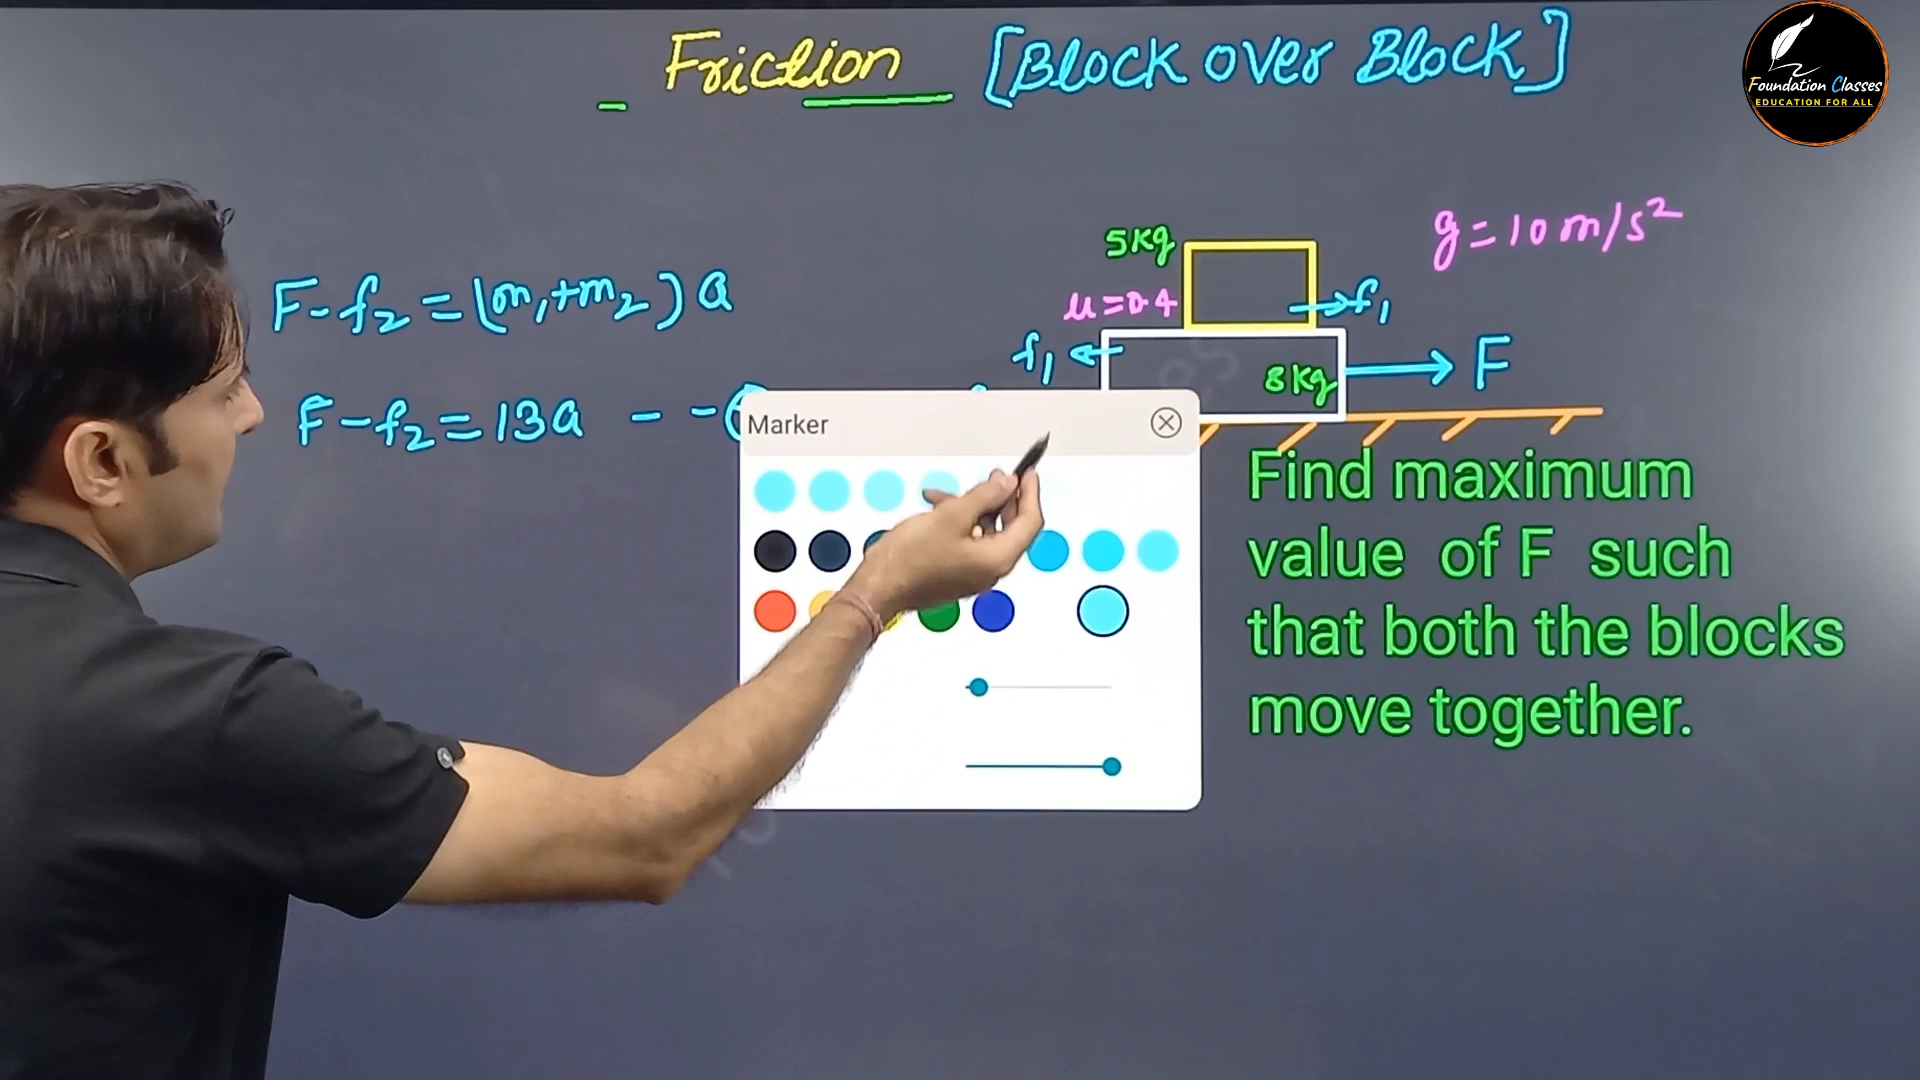 Friction [Block over Block]
Foundation Classes
EDUCATION FOR ALL
g = 10 m/s²
5Kg
F - f₂ = (m₁ + m₂) a
μ = 0.4
f₁
f₁
F
8Kg
F - f₂ = 13a - -
Marker
Find maximum
value of F such
that both the blocks
move together.